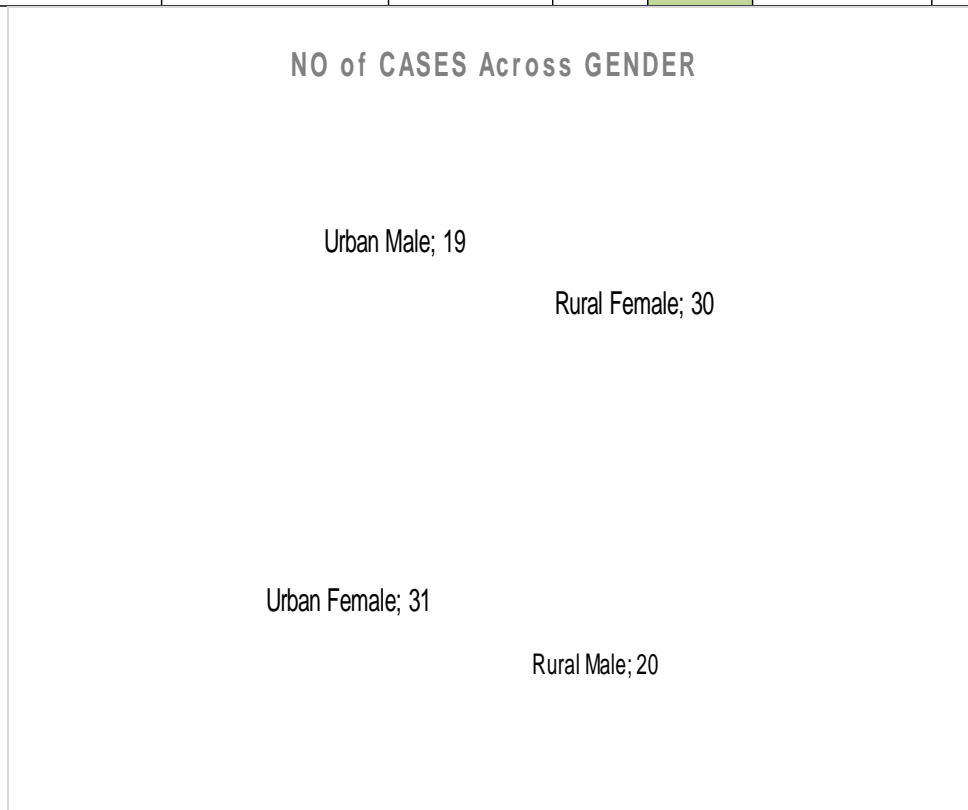 NO of CASES Across GENDER
Urban Male; 19
Rural Female; 30
Urban Female; 31
Rural Male; 20